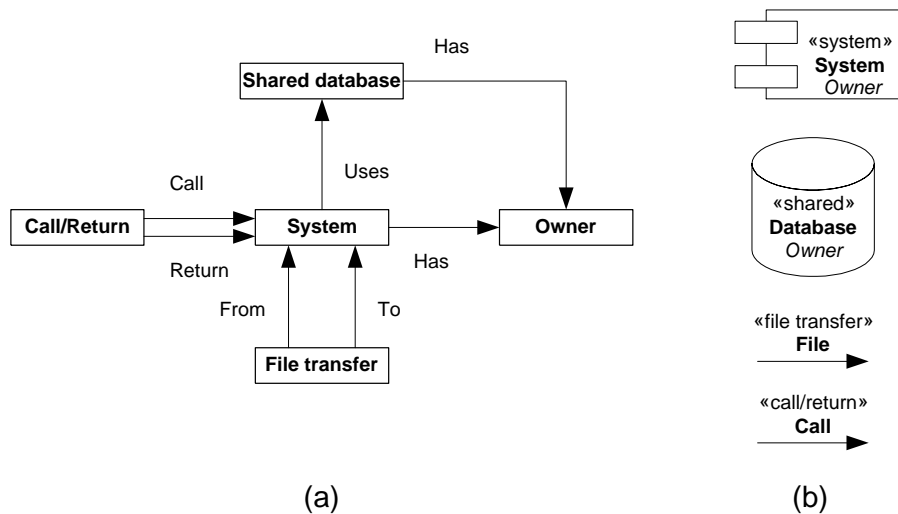 Has
Shared database
Uses
Call
Call/Return
System
Owner
Return
Has
From
To
File transfer
(a)
«system»
System
Owner
«shared»
Database
Owner
«file transfer»
File
«call/return»
Call
(b)